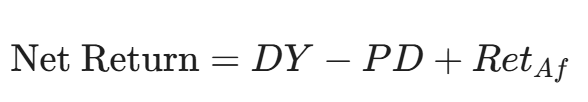 Net Return = DY − PD + Ret_{Af}